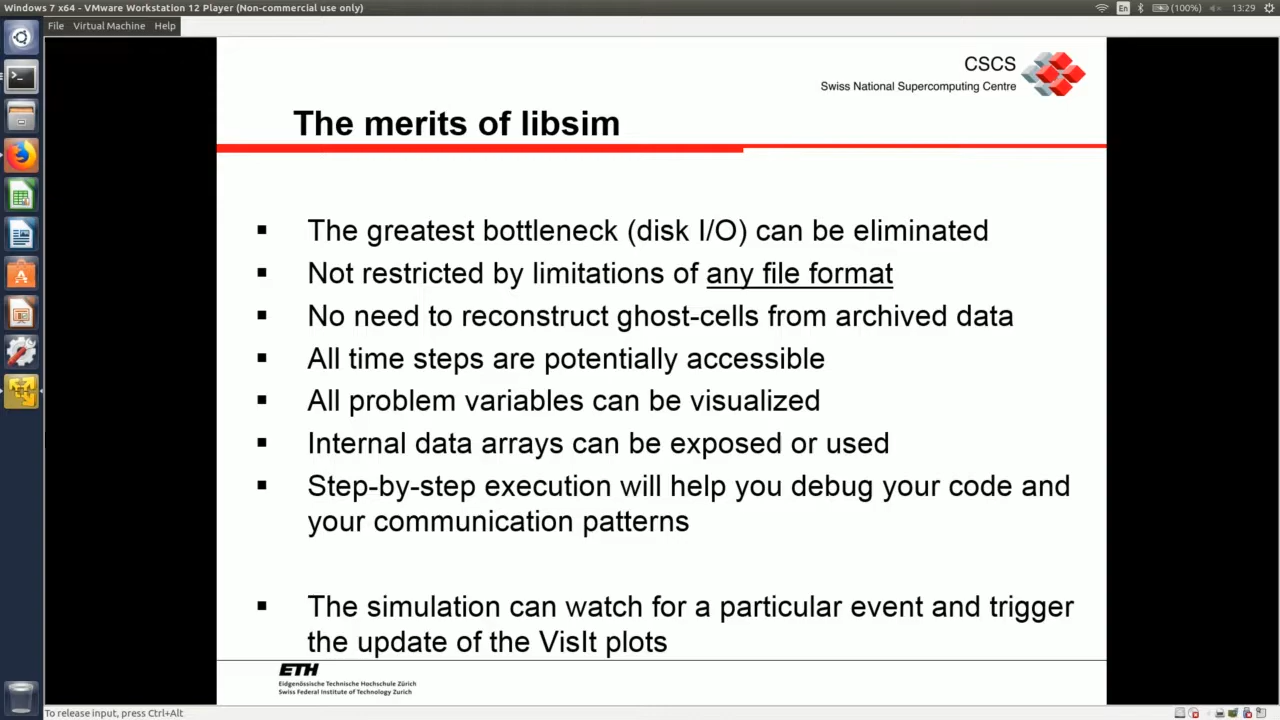 Windows 7 x64 - VMware Workstation 12 Player (Non-commercial use only)
En
(100%)
13:29
File Virtual Machine Help
CSCS
Swiss National Supercomputing Centre
The merits of libsim
▪ The greatest bottleneck (disk I/O) can be eliminated
▪ Not restricted by limitations of any file format
▪ No need to reconstruct ghost-cells from archived data
▪ All time steps are potentially accessible
▪ All problem variables can be visualized
▪ Internal data arrays can be exposed or used
▪ Step-by-step execution will help you debug your code and
your communication patterns
▪ The simulation can watch for a particular event and trigger
the update of the VisIt plots
ETH
Eidgenössische Technische Hochschule Zürich
Swiss Federal Institute of Technology Zurich
To release input, press Ctrl+Alt